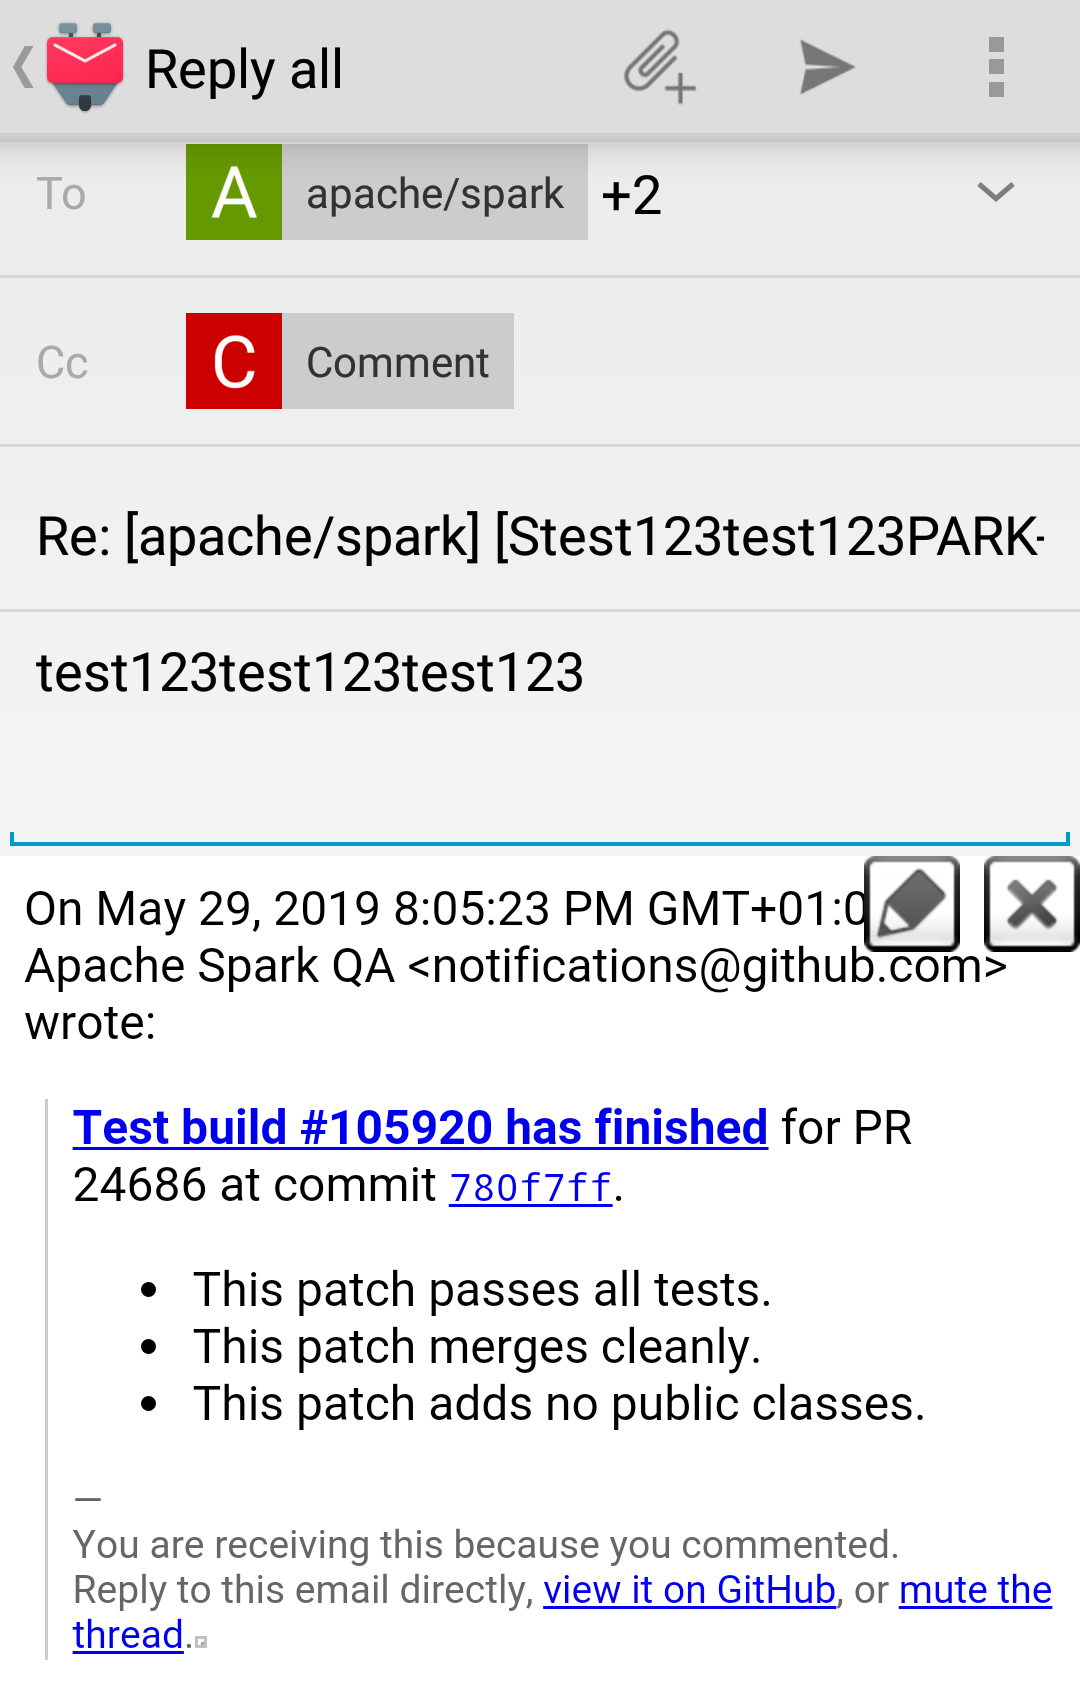 Reply all
To A apache/spark +2
Cc C Comment
Re: [apache/spark] [Stest123test123PARK-
test123test123test123
On May 29, 2019 8:05:23 PM GMT+01:0
Apache Spark QA <notifications@github.com>
wrote:
Test build #105920 has finished for PR
24686 at commit 780f7ff.
• This patch passes all tests.
• This patch merges cleanly.
• This patch adds no public classes.
—
You are receiving this because you commented.
Reply to this email directly, view it on GitHub, or mute the
thread.